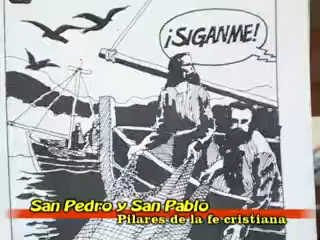 ¡SIGANME!
San Pedro y San Pablo
Pilares de la fe cristiana